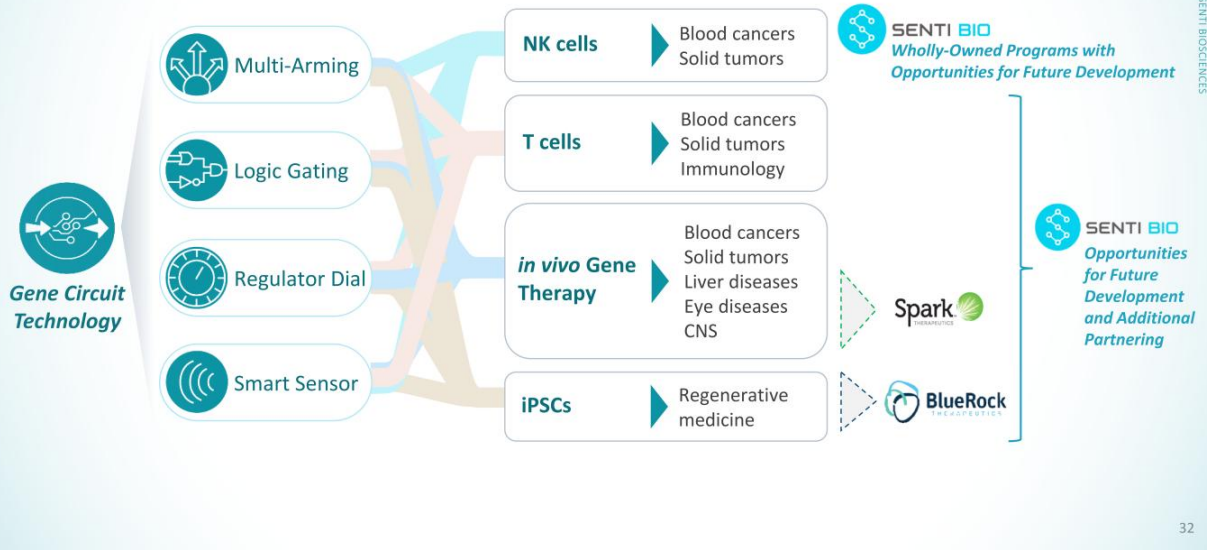 Gene Circuit
Technology
Multi-Arming
Logic Gating
Regulator Dial
Smart Sensor
NK cells
Blood cancers
Solid tumors
T cells
Blood cancers
Solid tumors
Immunology
in vivo Gene
Therapy
Blood cancers
Solid tumors
Liver diseases
Eye diseases
CNS
iPSCs
Regenerative
medicine
SENTI BIO
Wholly-Owned Programs with
Opportunities for Future Development
Spark
THERAPEUTICS
BlueRock
THERAPEUTICS
SENTI BIO
Opportunities
for Future
Development
and Additional
Partnering
SENTI BIOSCIENCES
32